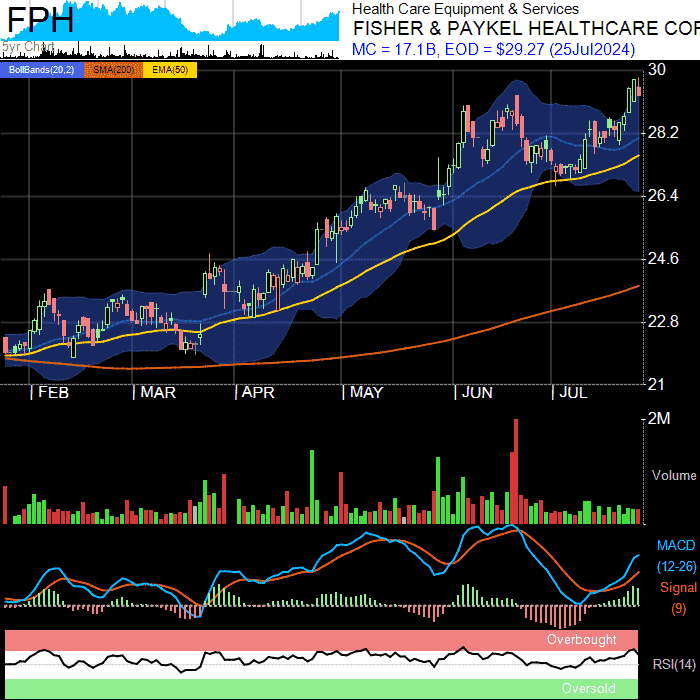 FPH
5yr Chart
Health Care Equipment & Services
FISHER & PAYKEL HEALTHCARE COR
MC = 17.1B, EOD = $29.27 (25Jul2024)
BollBands(20,2) SMA(200) EMA(50)
30
28.2
26.4
24.6
22.8
21
FEB MAR APR MAY JUN JUL
2M
Volume
MACD
(12-26)
Signal
(9)
Overbought
RSI(14)
Oversold